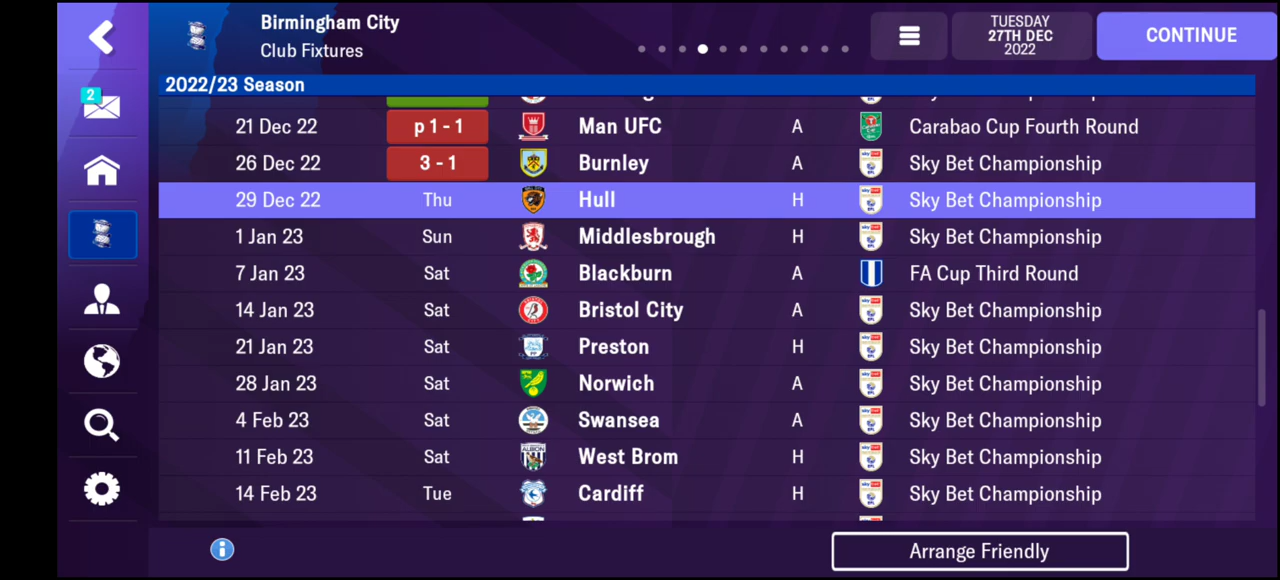 Birmingham City
Club Fixtures
TUESDAY
27TH DEC
2022
CONTINUE
2
2022/23 Season
21 Dec 22 p 1 - 1 Man UFC A Carabao Cup Fourth Round
26 Dec 22 3 - 1 Burnley A Sky Bet Championship
29 Dec 22 Thu Hull H Sky Bet Championship
1 Jan 23 Sun Middlesbrough H Sky Bet Championship
7 Jan 23 Sat Blackburn A FA Cup Third Round
14 Jan 23 Sat Bristol City A Sky Bet Championship
21 Jan 23 Sat Preston H Sky Bet Championship
28 Jan 23 Sat Norwich A Sky Bet Championship
4 Feb 23 Sat Swansea A Sky Bet Championship
11 Feb 23 Sat West Brom H Sky Bet Championship
14 Feb 23 Tue Cardiff H Sky Bet Championship
Arrange Friendly